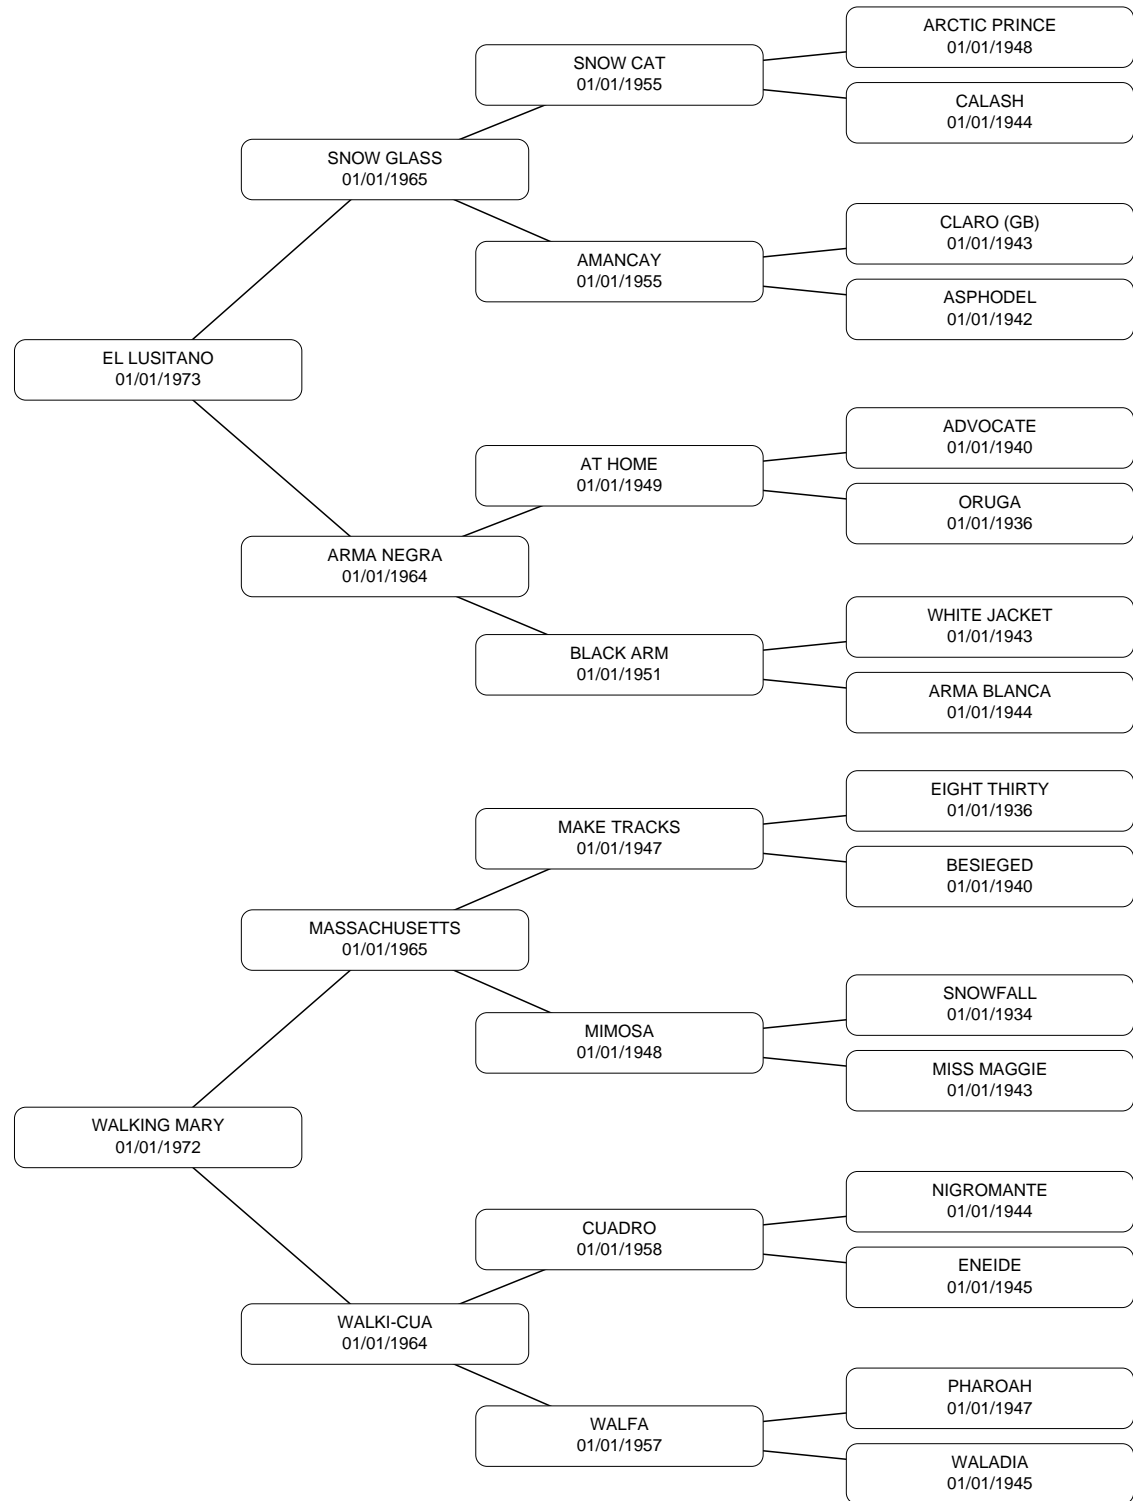 ARCTIC PRINCE
01/01/1948
SNOW CAT
01/01/1955
CALASH
01/01/1944
SNOW GLASS
01/01/1965
CLARO (GB)
01/01/1943
AMANCAY
01/01/1955
ASPHODEL
01/01/1942
EL LUSITANO
01/01/1973
ADVOCATE
01/01/1940
AT HOME
01/01/1949
ORUGA
01/01/1936
ARMA NEGRA
01/01/1964
WHITE JACKET
01/01/1943
BLACK ARM
01/01/1951
ARMA BLANCA
01/01/1944
EIGHT THIRTY
01/01/1936
MAKE TRACKS
01/01/1947
BESIEGED
01/01/1940
MASSACHUSETTS
01/01/1965
SNOWFALL
01/01/1934
MIMOSA
01/01/1948
MISS MAGGIE
01/01/1943
WALKING MARY
01/01/1972
NIGROMANTE
01/01/1944
CUADRO
01/01/1958
ENEIDE
01/01/1945
WALKI-CUA
01/01/1964
PHAROAH
01/01/1947
WALFA
01/01/1957
WALADIA
01/01/1945